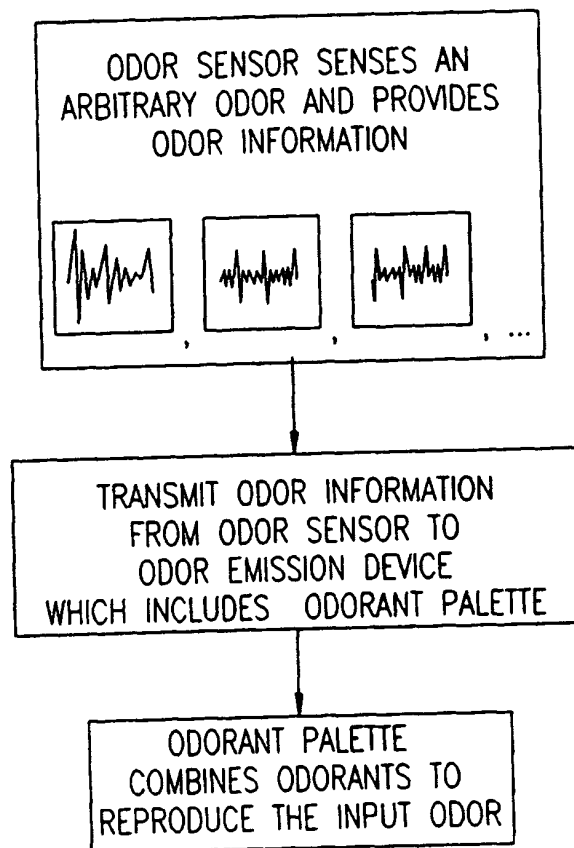 ODOR SENSOR SENSES AN
ARBITRARY ODOR AND PROVIDES
ODOR INFORMATION
, , , ...
TRANSMIT ODOR INFORMATION
FROM ODOR SENSOR TO
ODOR EMISSION DEVICE
WHICH INCLUDES ODORANT PALETTE
ODORANT PALETTE
COMBINES ODORANTS TO
REPRODUCE THE INPUT ODOR